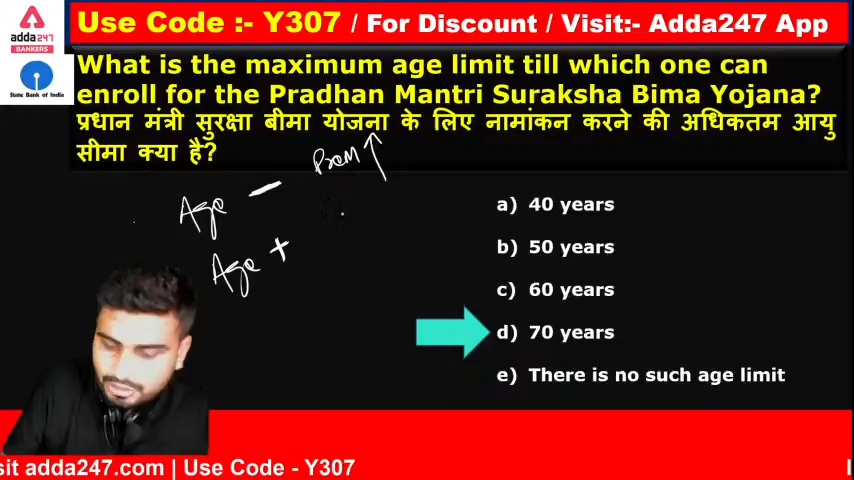 adda247
BANKERS
State Bank of India
Use Code :- Y307 / For Discount / Visit:- Adda247 App
What is the maximum age limit till which one can
enroll for the Pradhan Mantri Suraksha Bima Yojana?
प्रधान मंत्री सुरक्षा बीमा योजना के लिए नामांकन करने की अधिकतम आयु
सीमा क्या है?
Age - Prem ↑
Age +
a) 40 years
b) 50 years
c) 60 years
d) 70 years
e) There is no such age limit
sit adda247.com | Use Code - Y307